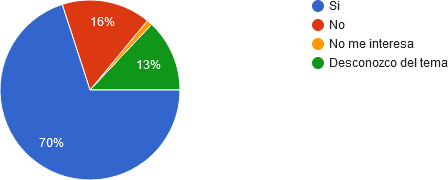 16%
13%
70%
Si
No
No me interesa
Desconozco del tema